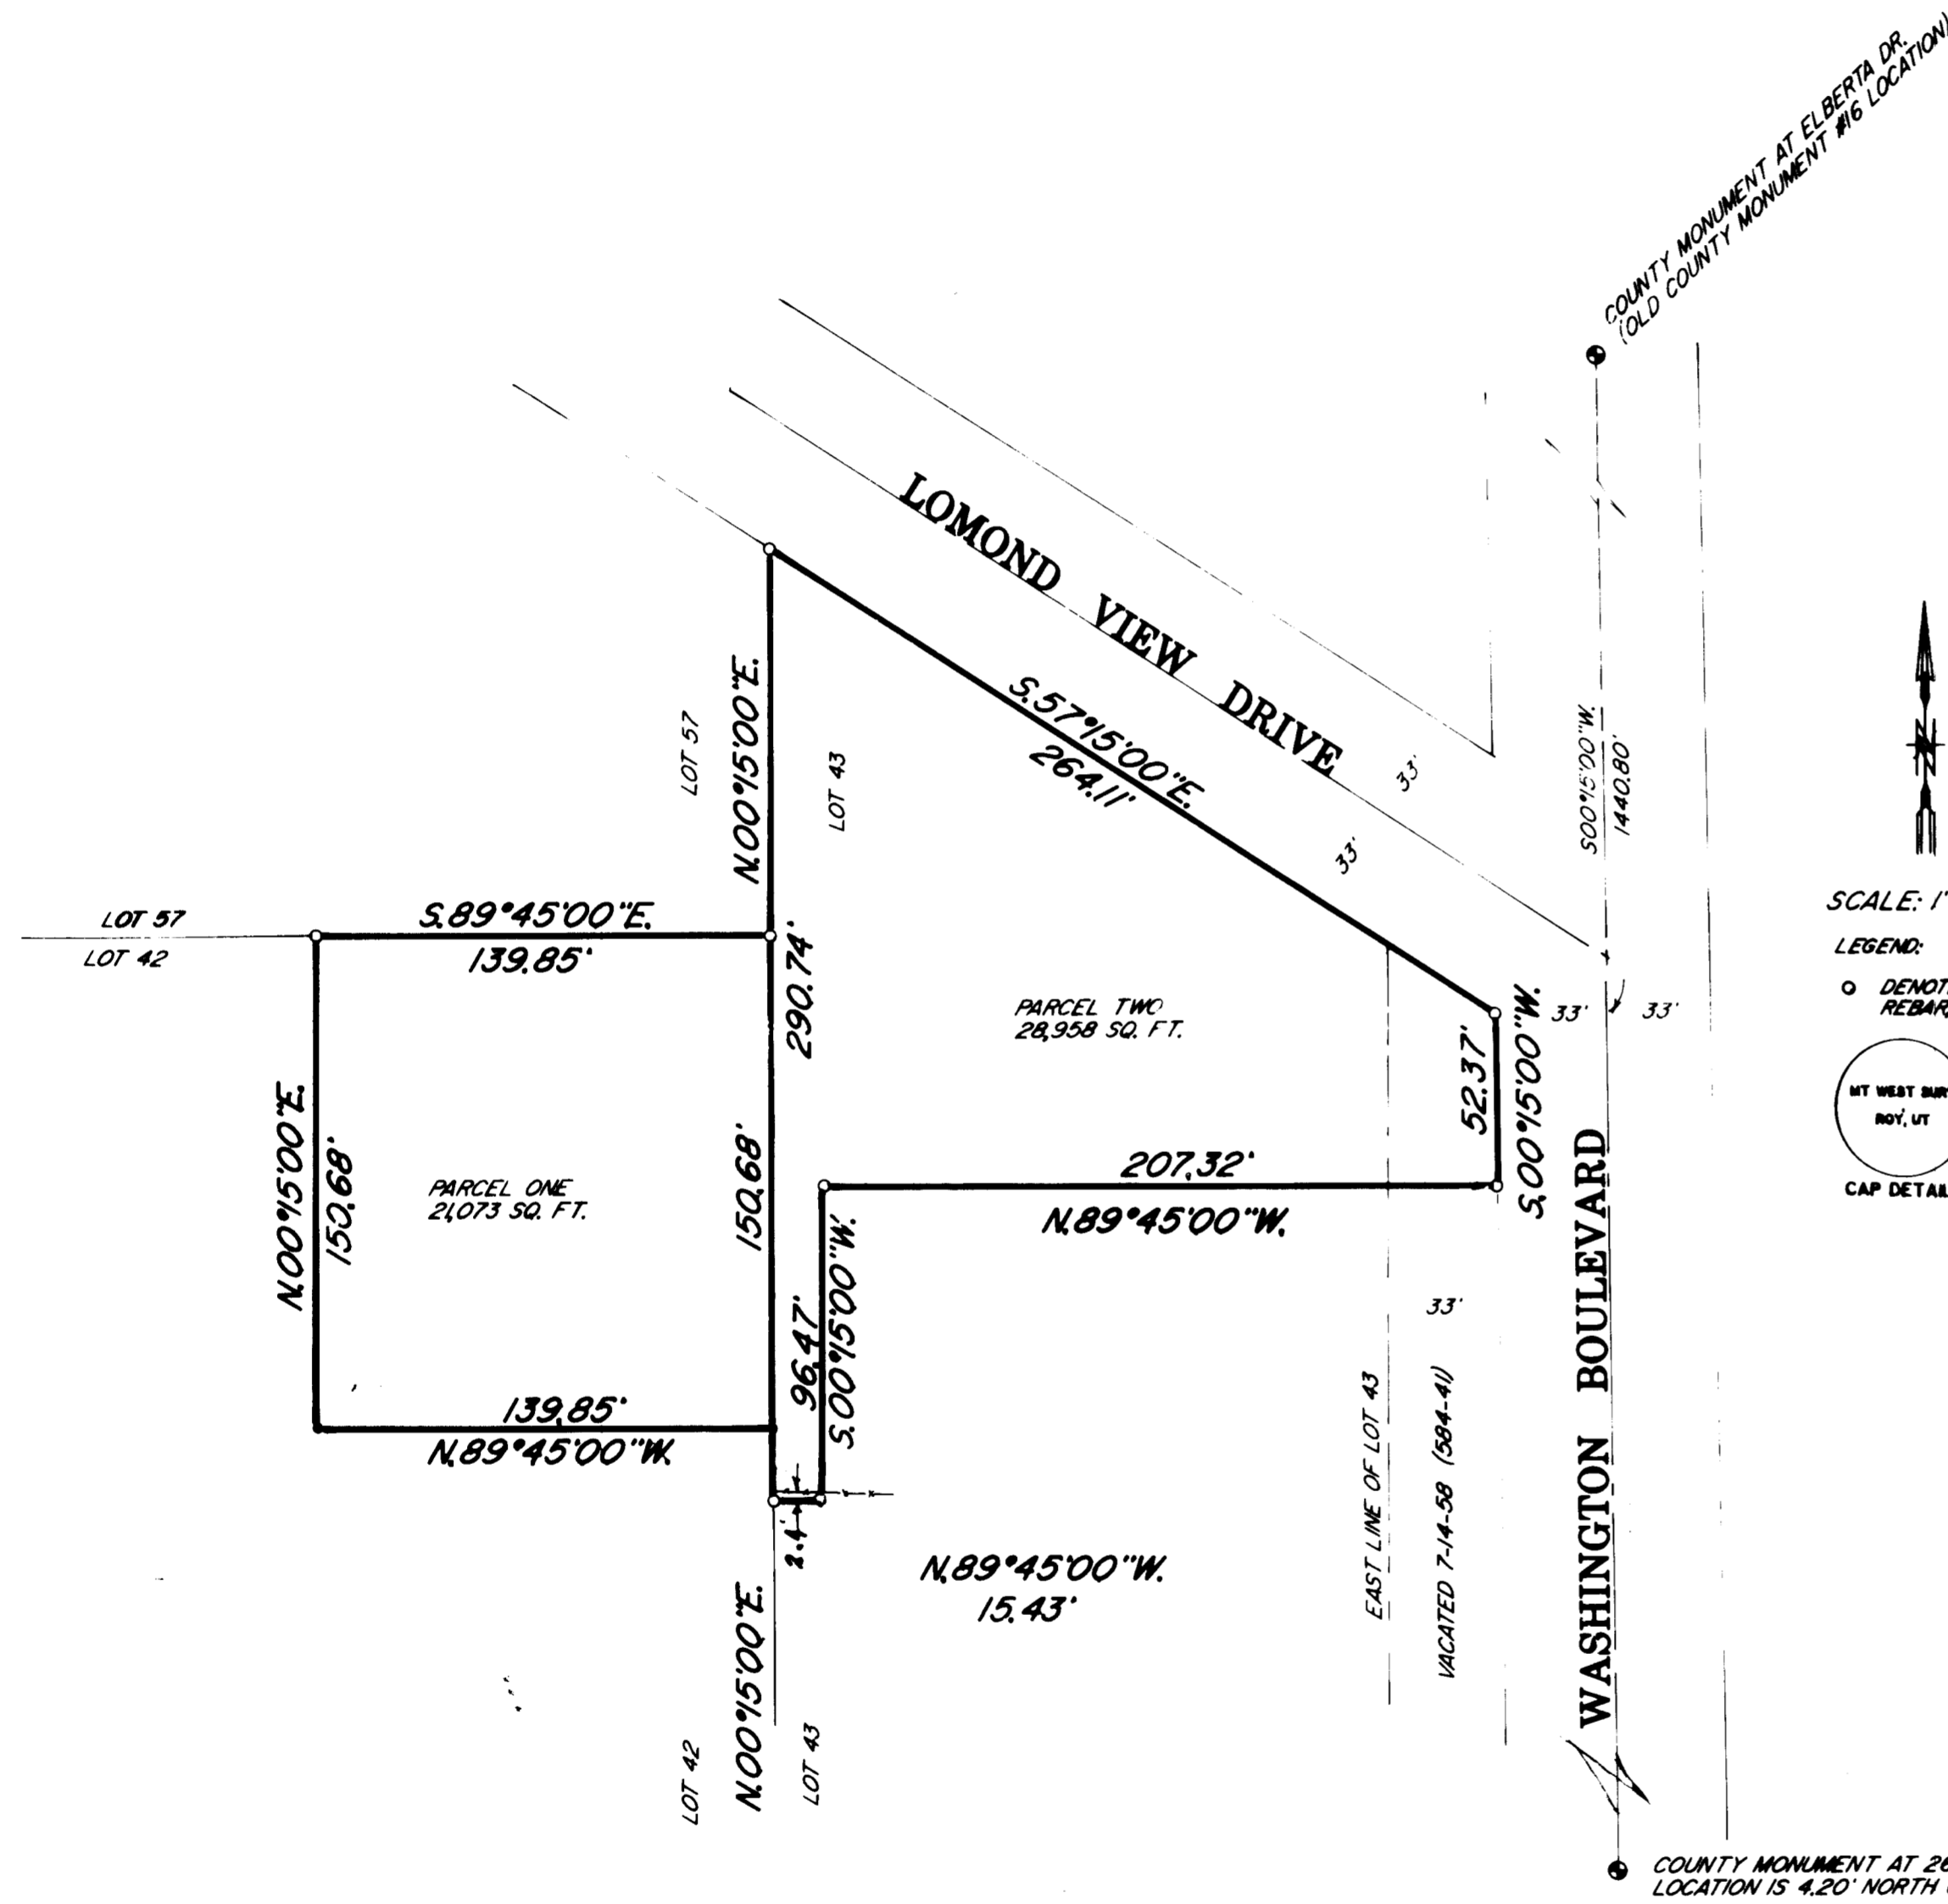 COUNTY MONUMENT AT ELBERTA DR.
(OLD COUNTY MONUMENT #16 LOCATION)
LOMOND VIEW DRIVE
S.57°15'00"E.
264.11'
33'
33'
N.00°15'00"E.
LOT 57
LOT 43
S00°15'00"W.
1440.80'
N
SCALE: 1"
LEGEND:
LOT 57
LOT 42
S.89°45'00"E.
139.85'
290.74'
PARCEL TWO
28,958 SQ. FT.
52.37'
S.00°15'00"W.
33'
33'
REBAR
MT WEST
ROY, UT
CAP DETAIL
N.00°15'00"E.
150.68'
PARCEL ONE
21,073 SQ. FT.
150.68'
207.32'
N.89°45'00"W.
96.47'
S.00°15'00"W.
33'
139.85'
N.89°45'00"W.
2.4'
N.89°45'00"W.
15.43'
EAST LINE OF LOT 43
VACATED 7-14-58 (584-41)
WASHINGTON BOULEVARD
N.00°15'00"E.
LOT 42
LOT 43
COUNTY MONUMENT AT
LOCATION IS 4.20' NORTH